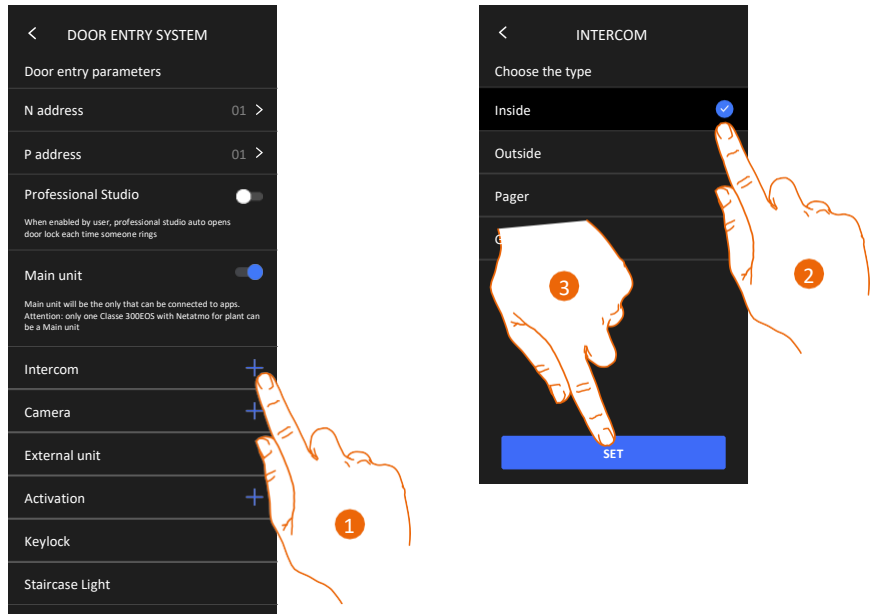 DOOR ENTRY SYSTEM
Door entry parameters
N address 01
P address 01
Professional Studio
When enabled by user, professional studio auto opens
door lock each time someone rings
Main unit
Main unit will be the only that can be connected to apps.
Attention: only one Classe 300EOS with Netatmo for plant can
be a Main unit
Intercom
Camera
External unit
Activation
Keylock
Staircase Light
1
INTERCOM
Choose the type
Inside
Outside
Pager
2
3
SET